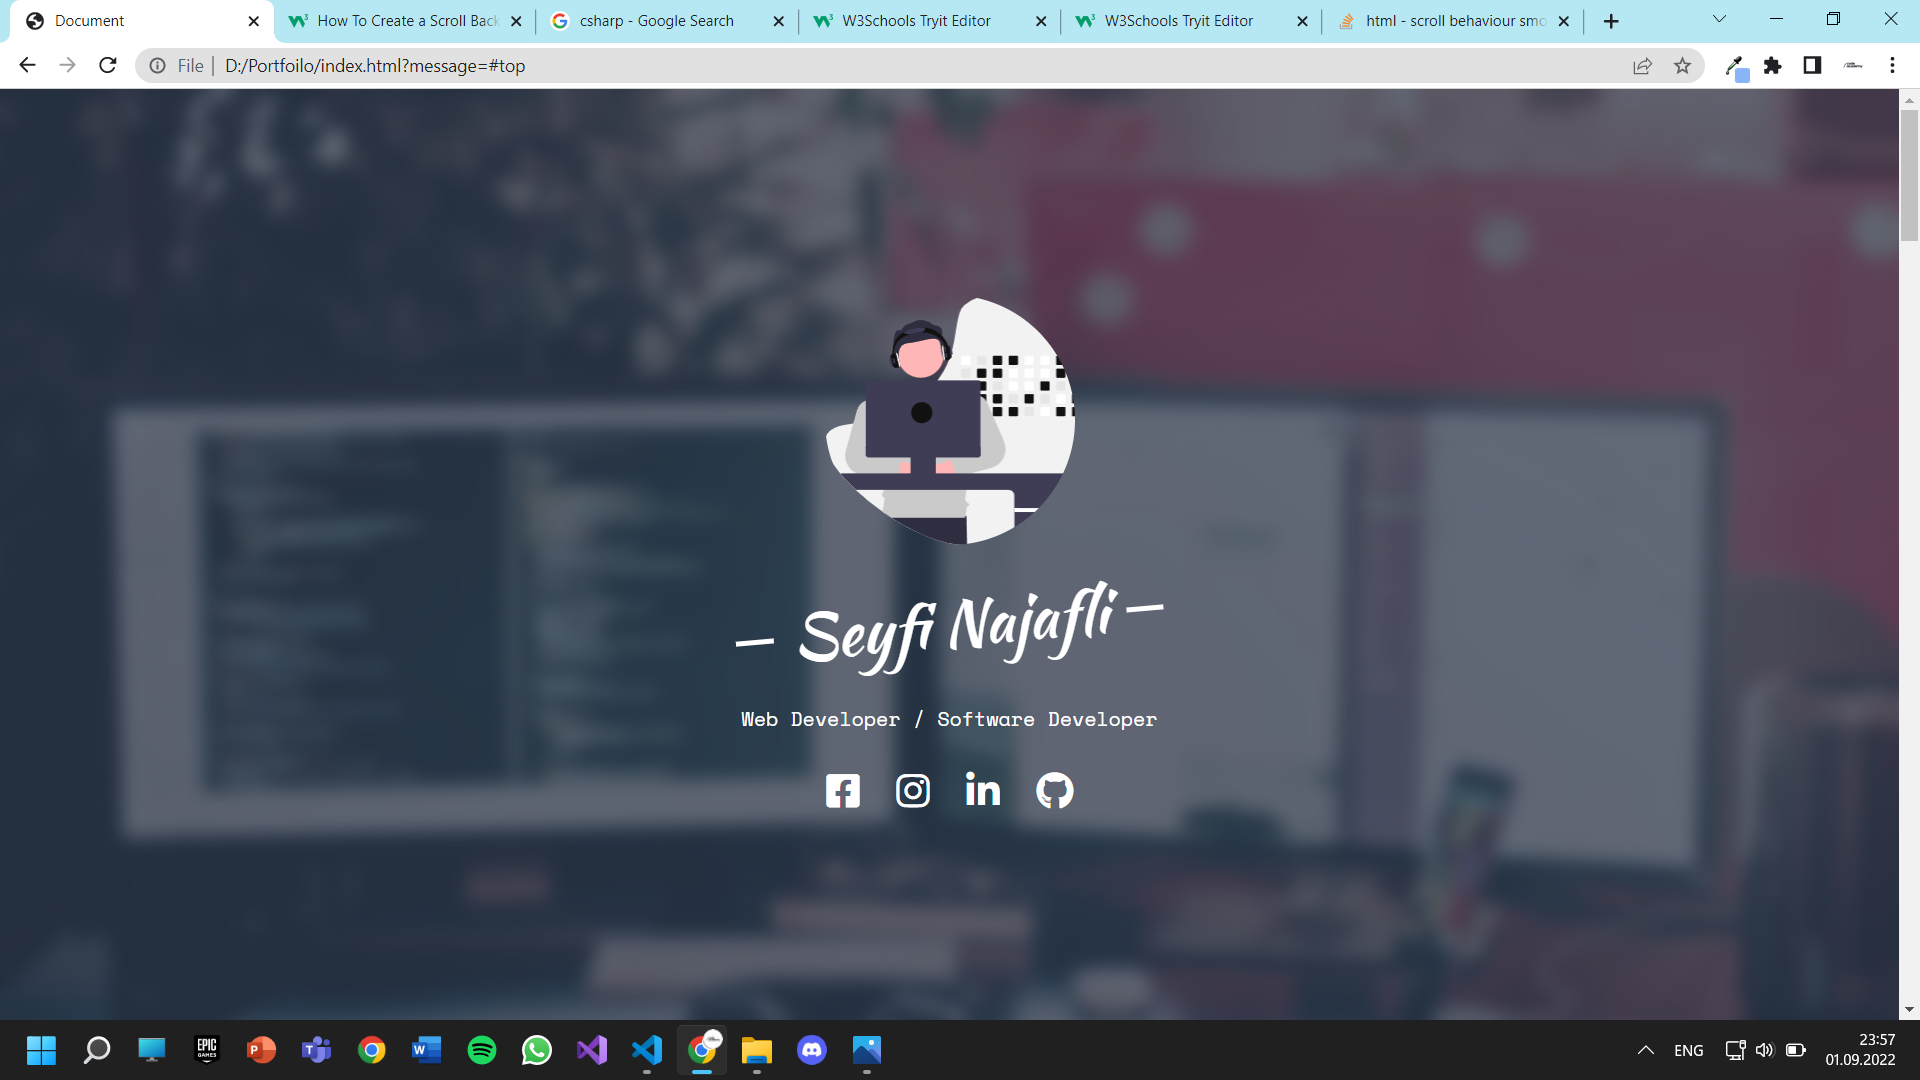 Document
How To Create a Scroll Back
csharp - Google Search
W3Schools Tryit Editor
W3Schools Tryit Editor
html - scroll behaviour smo
File
D:/Portfoilo/index.html?message=#top
Seyfi Najafli
Web Developer / Software Developer
EPIC GAMES
ENG
23:57
01.09.2022